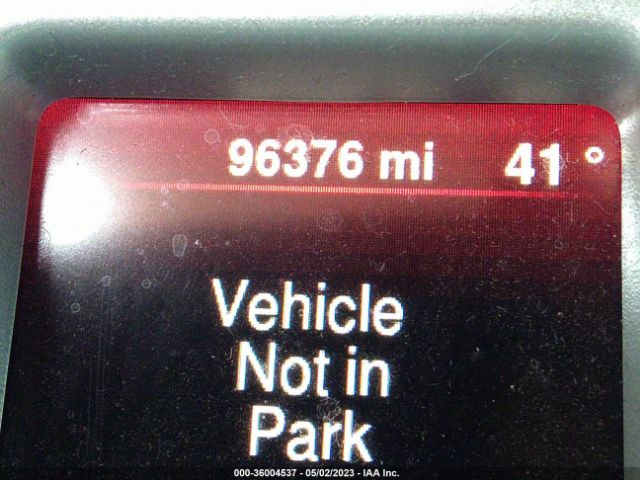 96376 mi 41°
Vehicle
Not in
Park
000-36004537 - 05/02/2023 - IAA Inc.